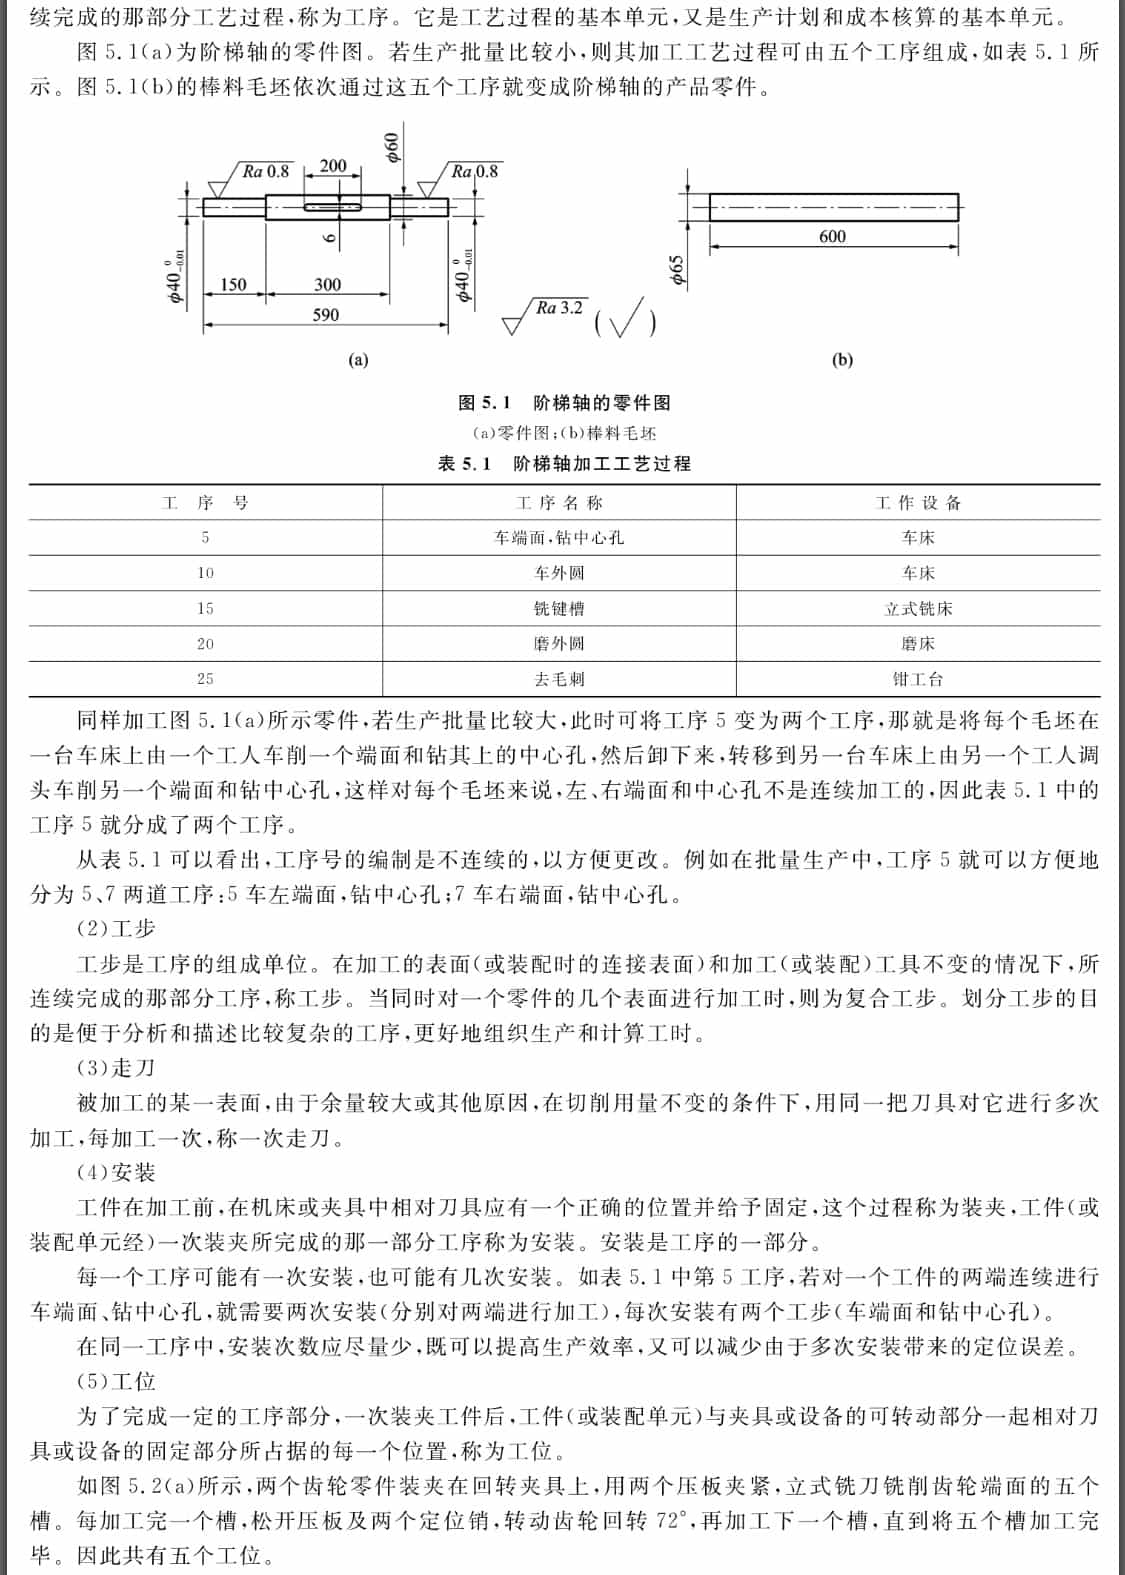 续完成的那部分工艺过程,称为工序。它是工艺过程的基本单元,又是生产计划和成本核算的基本单元。
图 5.1(a)为阶梯轴的零件图。若生产批量比较小,则其加工工艺过程可由五个工序组成,如表 5.1 所
示。图 5.1(b)的棒料毛坯依次通过这五个工序就变成阶梯轴的产品零件。
Ra 0.8
200
φ60
Ra 0.8
6
φ40 0 -0.01
150
300
φ40 0 -0.01
590
Ra 3.2
(√)
φ65
600
(a)
(b)
图 5.1 阶梯轴的零件图
(a)零件图;(b)棒料毛坯
表 5.1 阶梯轴加工工艺过程
工 序 号 工序名称 工作设备
5 车端面,钻中心孔 车床
10 车外圆 车床
15 铣键槽 立式铣床
20 磨外圆 磨床
25 去毛刺 钳工台
同样加工图 5.1(a)所示零件,若生产批量比较大,此时可将工序 5 变为两个工序,那就是将每个毛坯在
一台车床上由一个工人车削一个端面和钻其上的中心孔,然后卸下来,转移到另一台车床上由另一个工人调
头车削另一个端面和钻中心孔,这样对每个毛坯来说,左、右端面和中心孔不是连续加工的,因此表 5.1 中的
工序 5 就分成了两个工序。
从表 5.1 可以看出,工序号的编制是不连续的,以方便更改。例如在批量生产中,工序 5 就可以方便地
分为 5、7 两道工序:5 车左端面,钻中心孔;7 车右端面,钻中心孔。
(2)工步
工步是工序的组成单位。在加工的表面(或装配时的连接表面)和加工(或装配)工具不变的情况下,所
连续完成的那部分工序,称工步。当同时对一个零件的几个表面进行加工时,则为复合工步。划分工步的目
的是便于分析和描述比较复杂的工序,更好地组织生产和计算工时。
(3)走刀
被加工的某一表面,由于余量较大或其他原因,在切削用量不变的条件下,用同一把刀具对它进行多次
加工,每加工一次,称一次走刀。
(4)安装
工件在加工前,在机床或夹具中相对刀具应有一个正确的位置并给予固定,这个过程称为装夹,工件(或
装配单元经)一次装夹所完成的那一部分工序称为安装。安装是工序的一部分。
每一个工序可能有一次安装,也可能有几次安装。如表 5.1 中第 5 工序,若对一个工件的两端连续进行
车端面、钻中心孔,就需要两次安装(分别对两端进行加工),每次安装有两个工步(车端面和钻中心孔)。
在同一工序中,安装次数应尽量少,既可以提高生产效率,又可以减少由于多次安装带来的定位误差。
(5)工位
为了完成一定的工序部分,一次装夹工件后,工件(或装配单元)与夹具或设备的可转动部分一起相对刀
具或设备的固定部分所占据的每一个位置,称为工位。
如图 5.2(a)所示,两个齿轮零件装夹在回转夹具上,用两个压板夹紧,立式铣刀铣削齿轮端面的五个
槽。每加工完一个槽,松开压板及两个定位销,转动齿轮回转 72°,再加工下一个槽,直到将五个槽加工完
毕。因此共有五个工位。